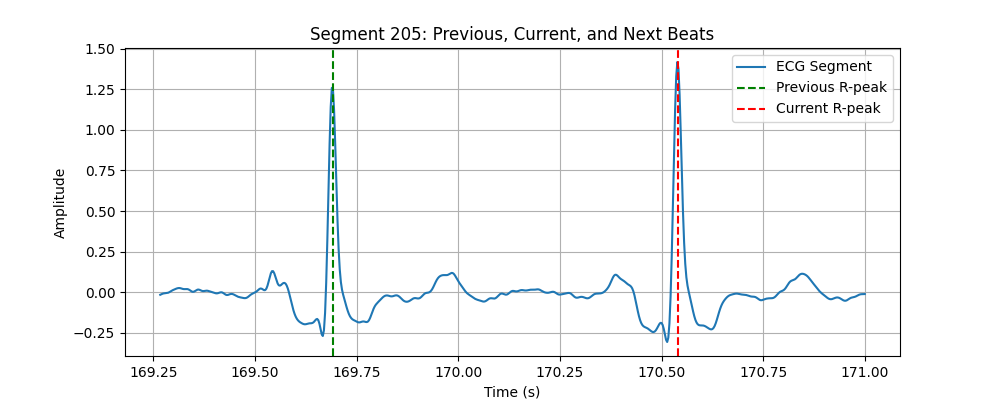 Segment 205: Previous, Current, and Next Beats
ECG Segment
Previous R-peak
Current R-peak
Amplitude
1.50
1.25
1.00
0.75
0.50
0.25
0.00
−0.25
169.25 169.50 169.75 170.00 170.25 170.50 170.75 171.00
Time (s)